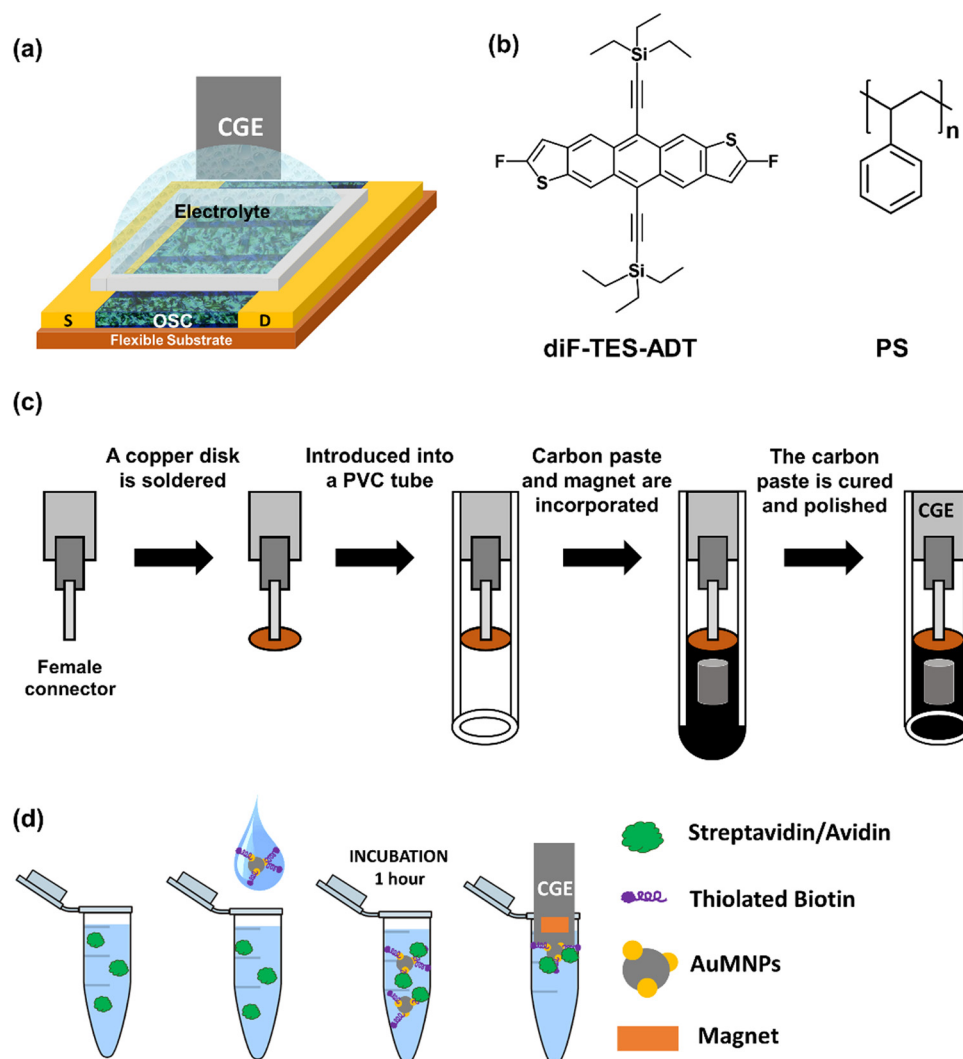 (a)
CGE
Electrolyte
S
OSC
D
Flexible Substrate
(b)
Si
S
F
F
S
Si
diF-TES-ADT
n
PS
(c)
A copper disk
is soldered
Introduced into
a PVC tube
Carbon paste
and magnet are
incorporated
The carbon
paste is cured
and polished
CGE
Female
connector
(d)
INCUBATION
1 hour
CGE
Streptavidin/Avidin
Thiolated Biotin
AuMNPs
Magnet